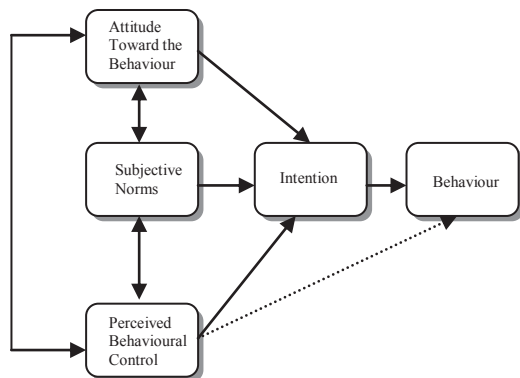 Attitude
Toward the
Behaviour
Subjective
Norms
Intention
Behaviour
Perceived
Behavioural
Control